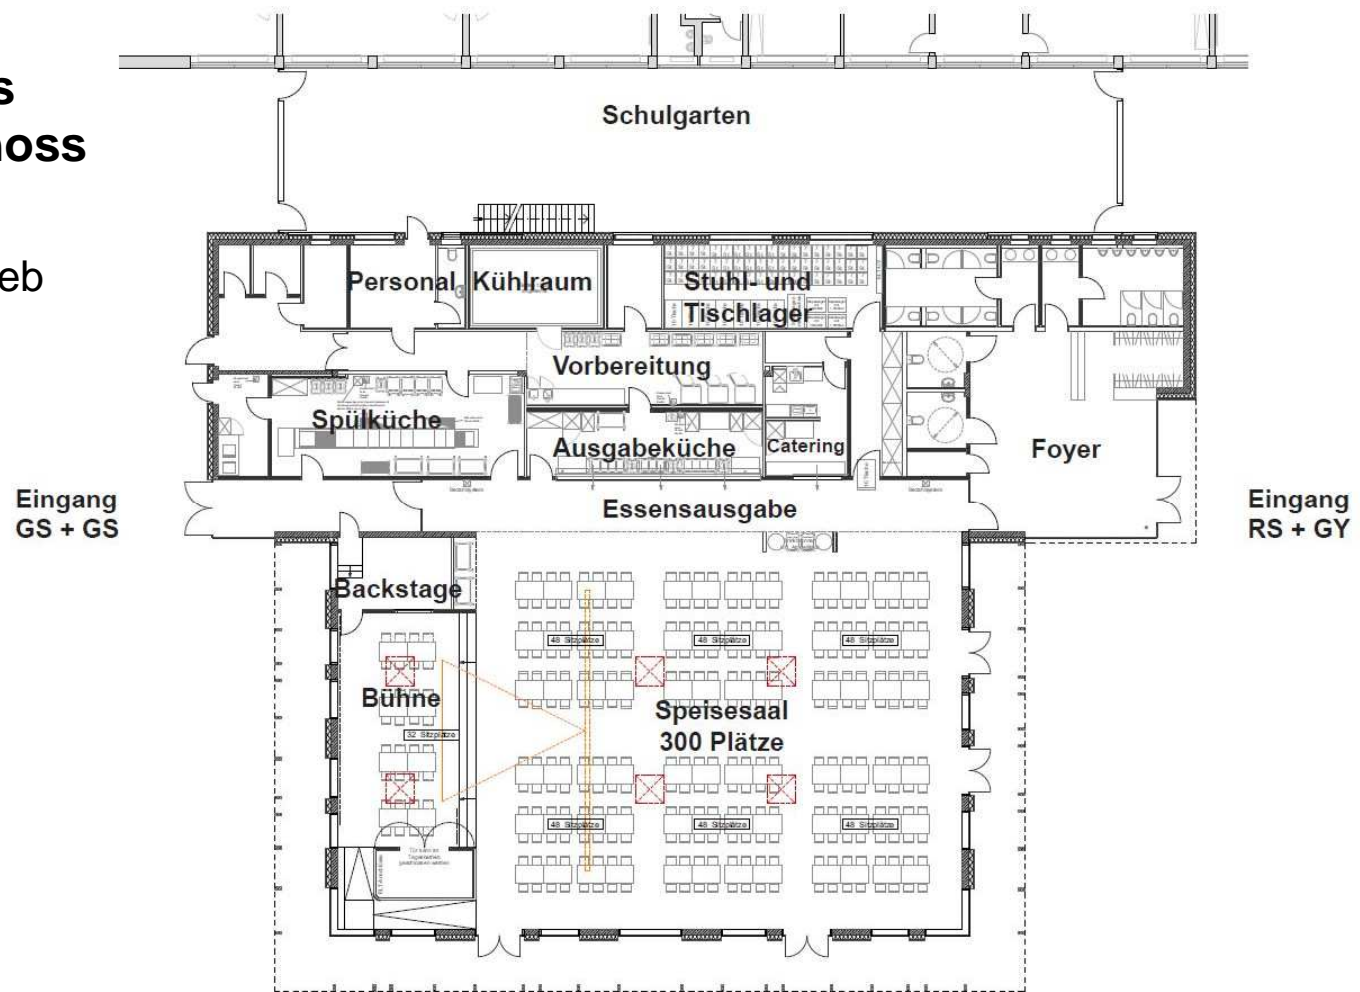 s
noss
eb
Schulgarten
Personal
Kühlraum
Stuhl- und
Tischlager
Vorbereitung
Spülküche
Ausgabeküche
Catering
Foyer
Eingang
GS + GS
Essensausgabe
Eingang
RS + GY
Backstage
48 Sitzplätze
48 Sitzplätze
48 Sitzplätze
Bühne
32 Sitzplätze
Speisesaal
300 Plätze
48 Sitzplätze
48 Sitzplätze
48 Sitzplätze